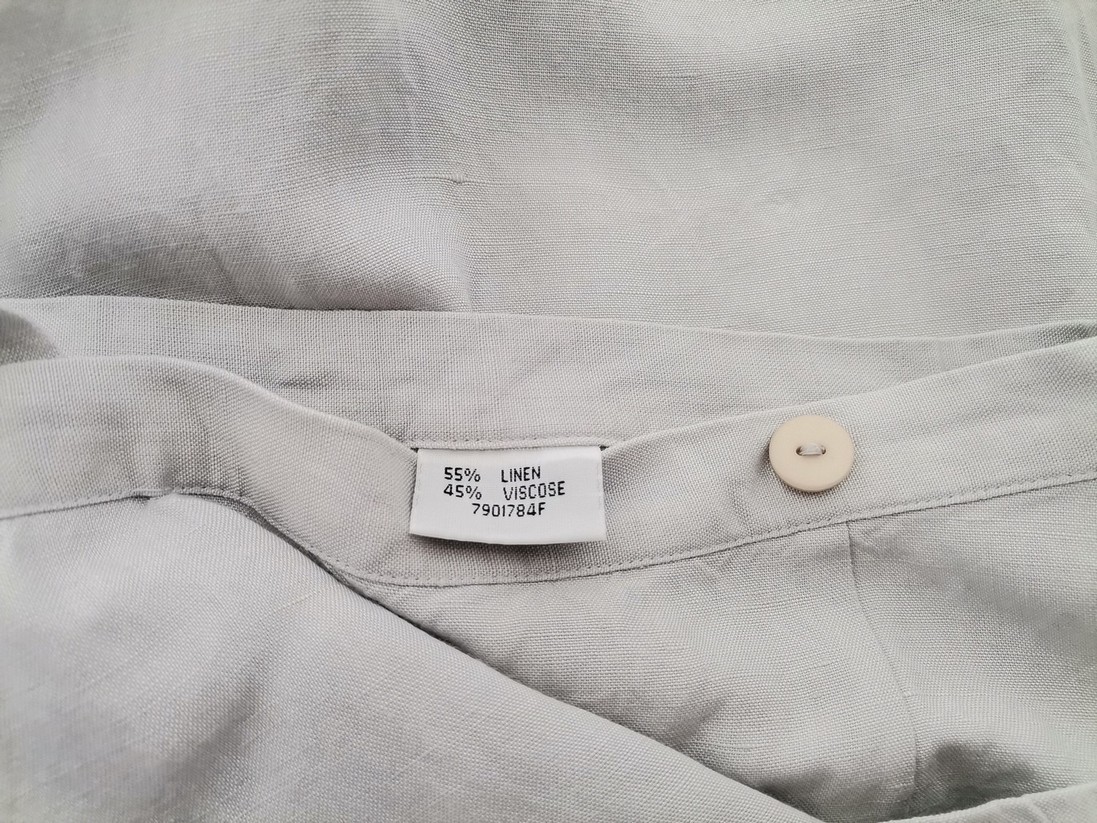 55% LINEN
45% VISCOSE
7901784F